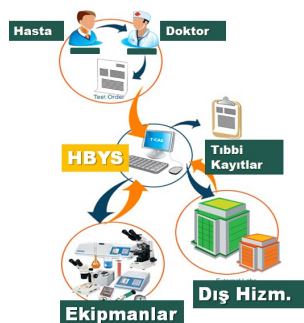 Hasta
Doktor
Test Order
HBYS
Tıbbi
Kayıtlar
Ekipmanlar
Dış Hizm.